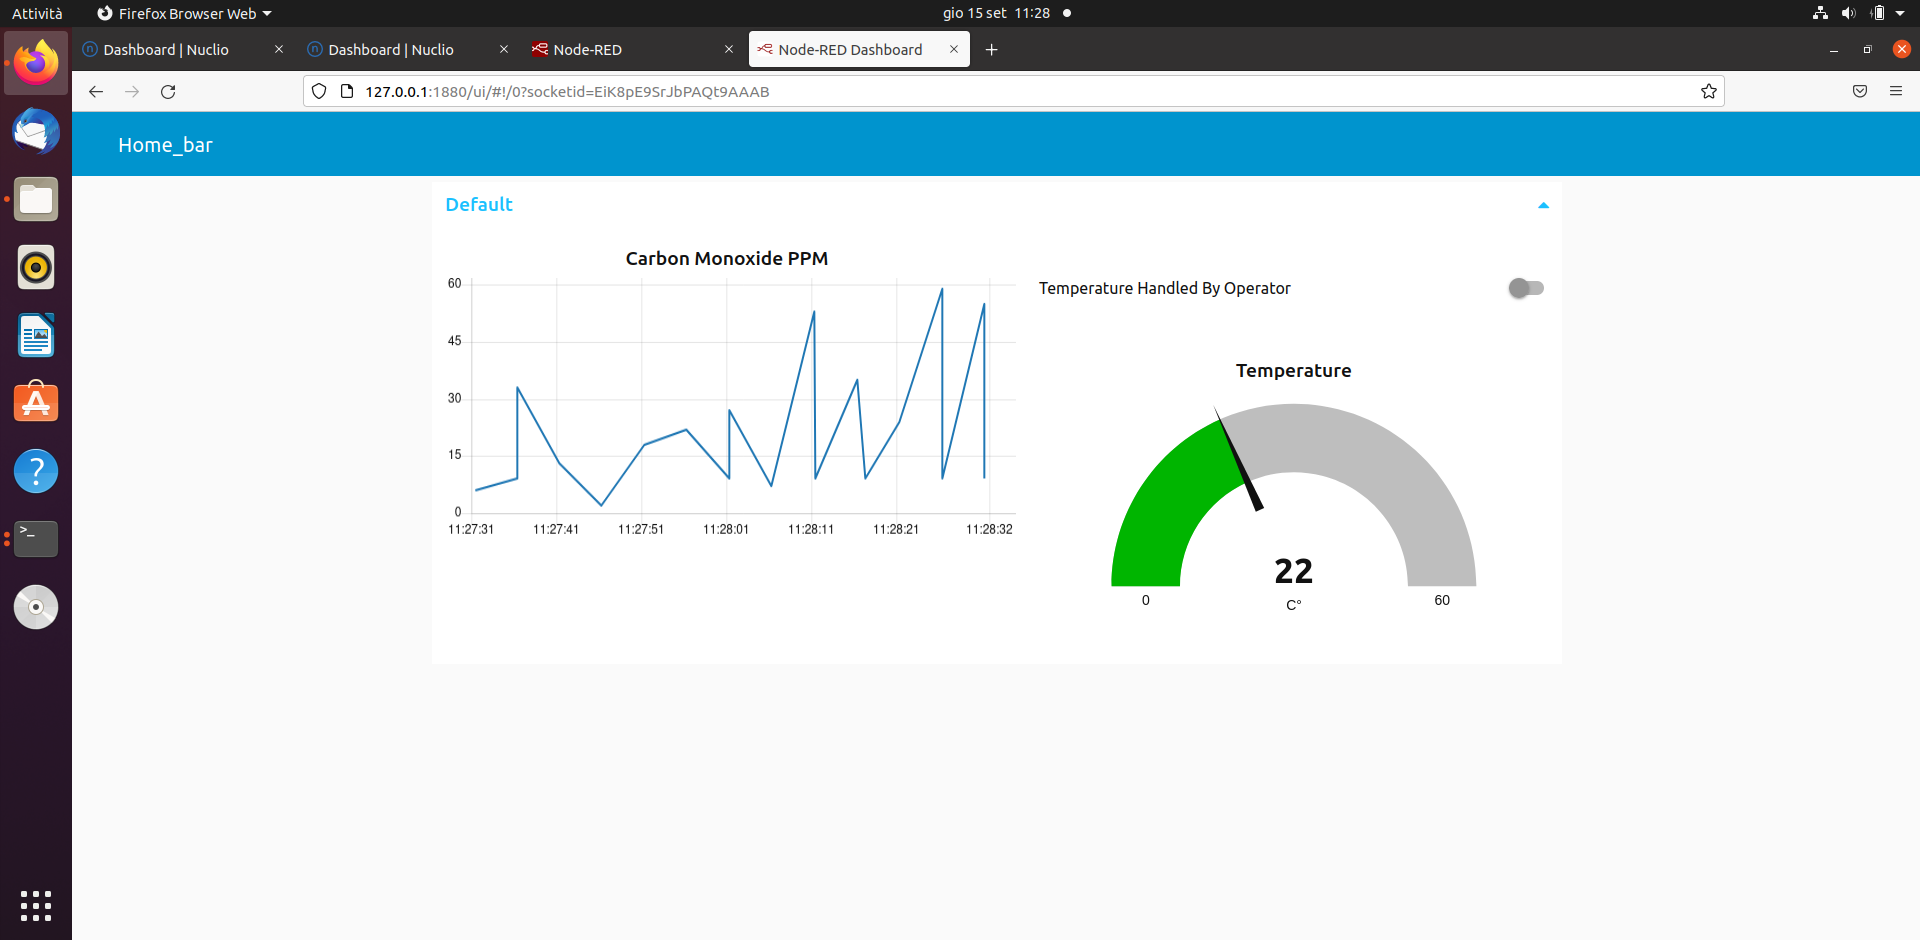 Attività
Firefox Browser Web
gio 15 set 11:28
Dashboard | Nuclio
Dashboard | Nuclio
Node-RED
Node-RED Dashboard
127.0.0.1:1880/ui/#!/0?socketid=EiK8pE9SrJbPAQt9AAAB
Home_bar
Default
Carbon Monoxide PPM
60
45
30
15
0
11:27:31 11:27:41 11:27:51 11:28:01 11:28:11 11:28:21 11:28:32
Temperature Handled By Operator
Temperature
22
C°
0
60